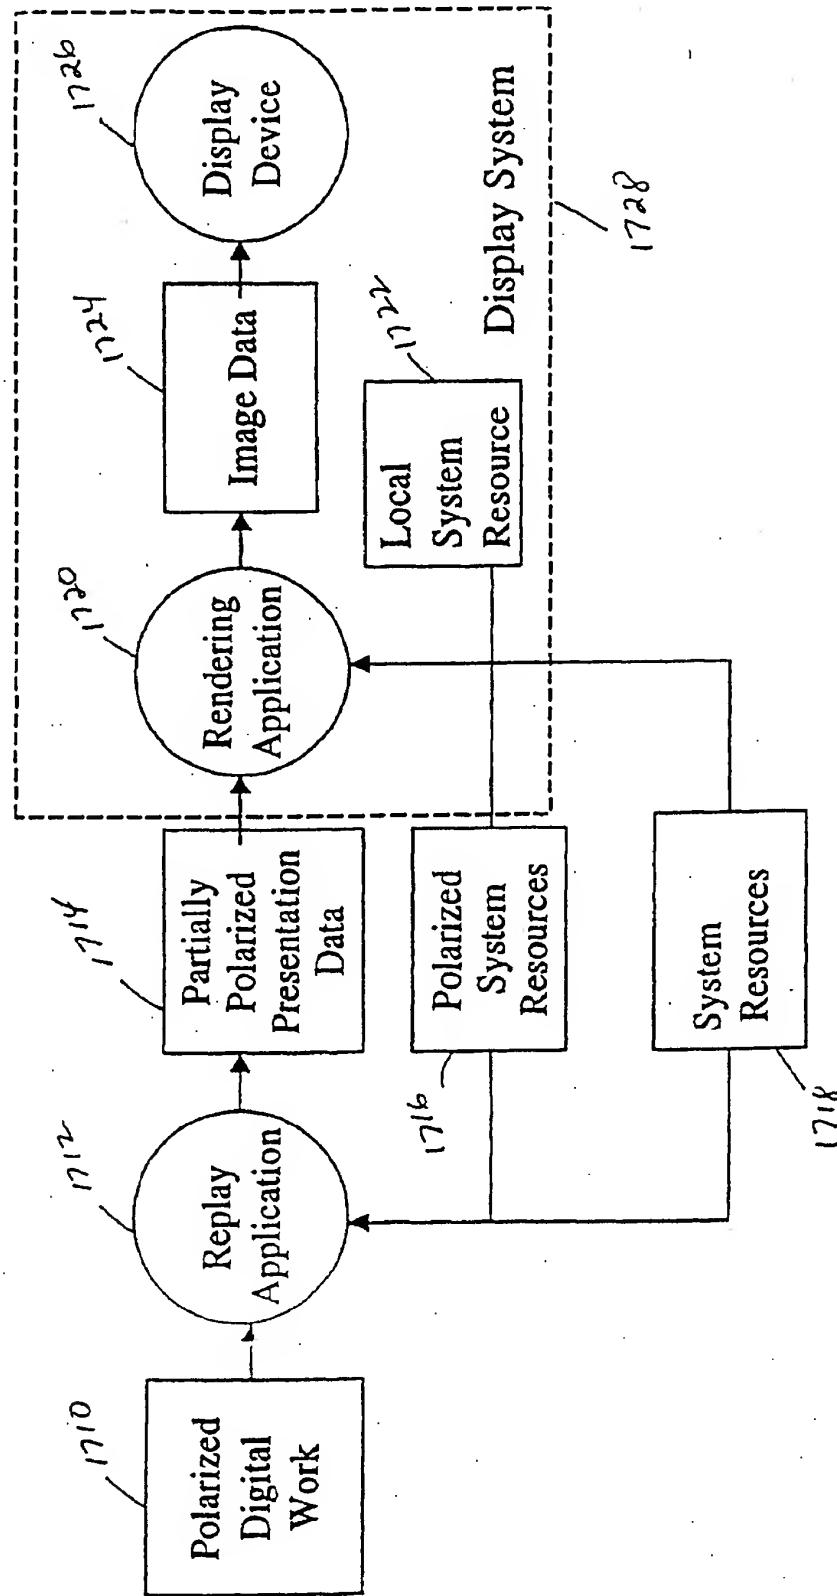 1710
Polarized
Digital
Work
1712
Replay
Application
1714
Partially
Polarized
Presentation
Data
1720
Rendering
Application
1724
Image Data
1726
Display
Device
1716
Polarized
System
Resources
1722
Local
System
Resource
Display System
1728
System
Resources
1718